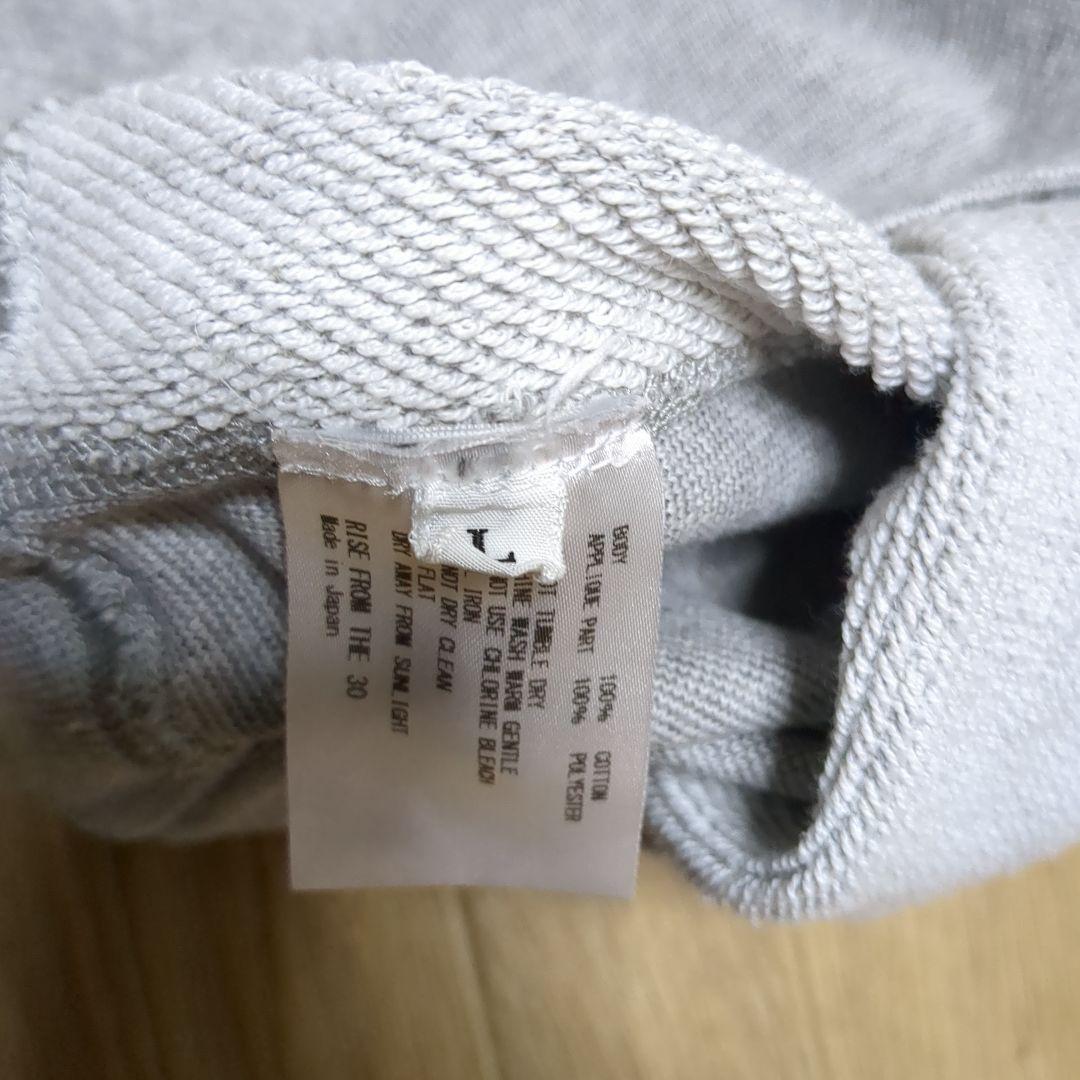 BODY 100% COTTON
APPLIQUE PART 100% POLYESTER
TUMBLE DRY
WASH WARM GENTLE
NOT USE CHLORINE BLEACH
IRON
NOT DRY CLEAN
FLAT
DRY AWAY FROM SUNLIGHT
RISE FROM THE 30
Made in Japan